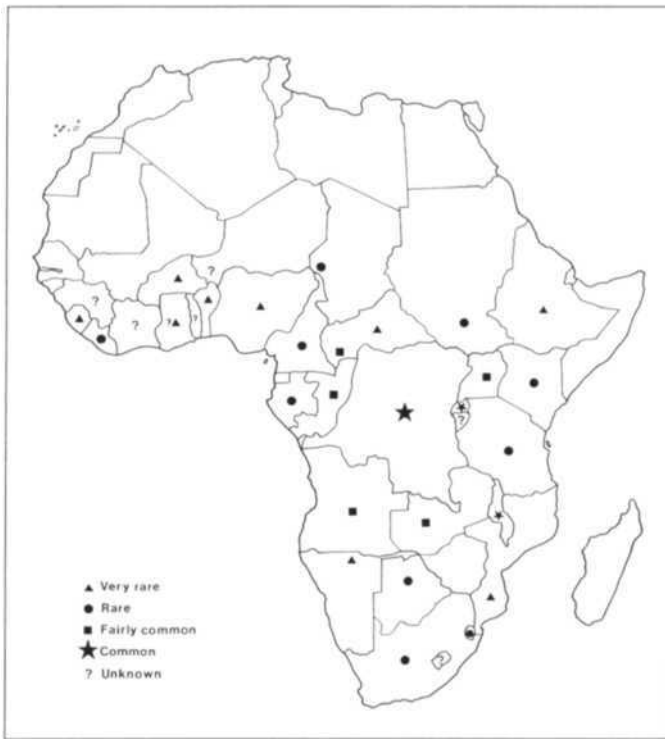 ? 
?
?
?
?
?
?
▲ Very rare
● Rare
■ Fairly common
★ Common
? Unknown